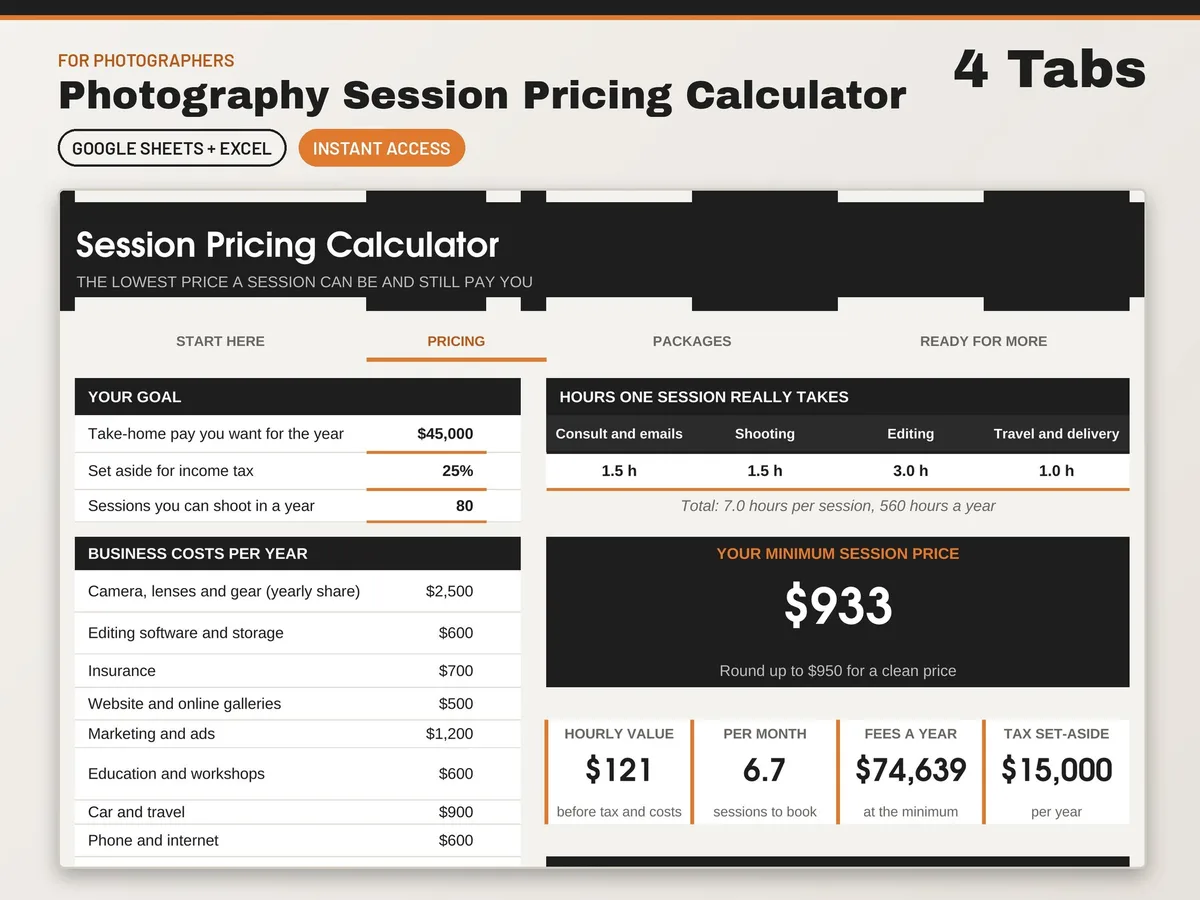 FOR PHOTOGRAPHERS
Photography Session Pricing Calculator
4 Tabs
GOOGLE SHEETS + EXCEL
INSTANT ACCESS
Session Pricing Calculator
THE LOWEST PRICE A SESSION CAN BE AND STILL PAY YOU
START HERE
PRICING
PACKAGES
READY FOR MORE
YOUR GOAL
Take-home pay you want for the year $45,000
Set aside for income tax 25%
Sessions you can shoot in a year 80
BUSINESS COSTS PER YEAR
Camera, lenses and gear (yearly share) $2,500
Editing software and storage $600
Insurance $700
Website and online galleries $500
Marketing and ads $1,200
Education and workshops $600
Car and travel $900
Phone and internet $600
HOURS ONE SESSION REALLY TAKES
Consult and emails Shooting Editing Travel and delivery
1.5 h 1.5 h 3.0 h 1.0 h
Total: 7.0 hours per session, 560 hours a year
YOUR MINIMUM SESSION PRICE
$933
Round up to $950 for a clean price
HOURLY VALUE PER MONTH FEES A YEAR TAX SET-ASIDE
$121 6.7 $74,639 $15,000
before tax and costs sessions to book at the minimum per year